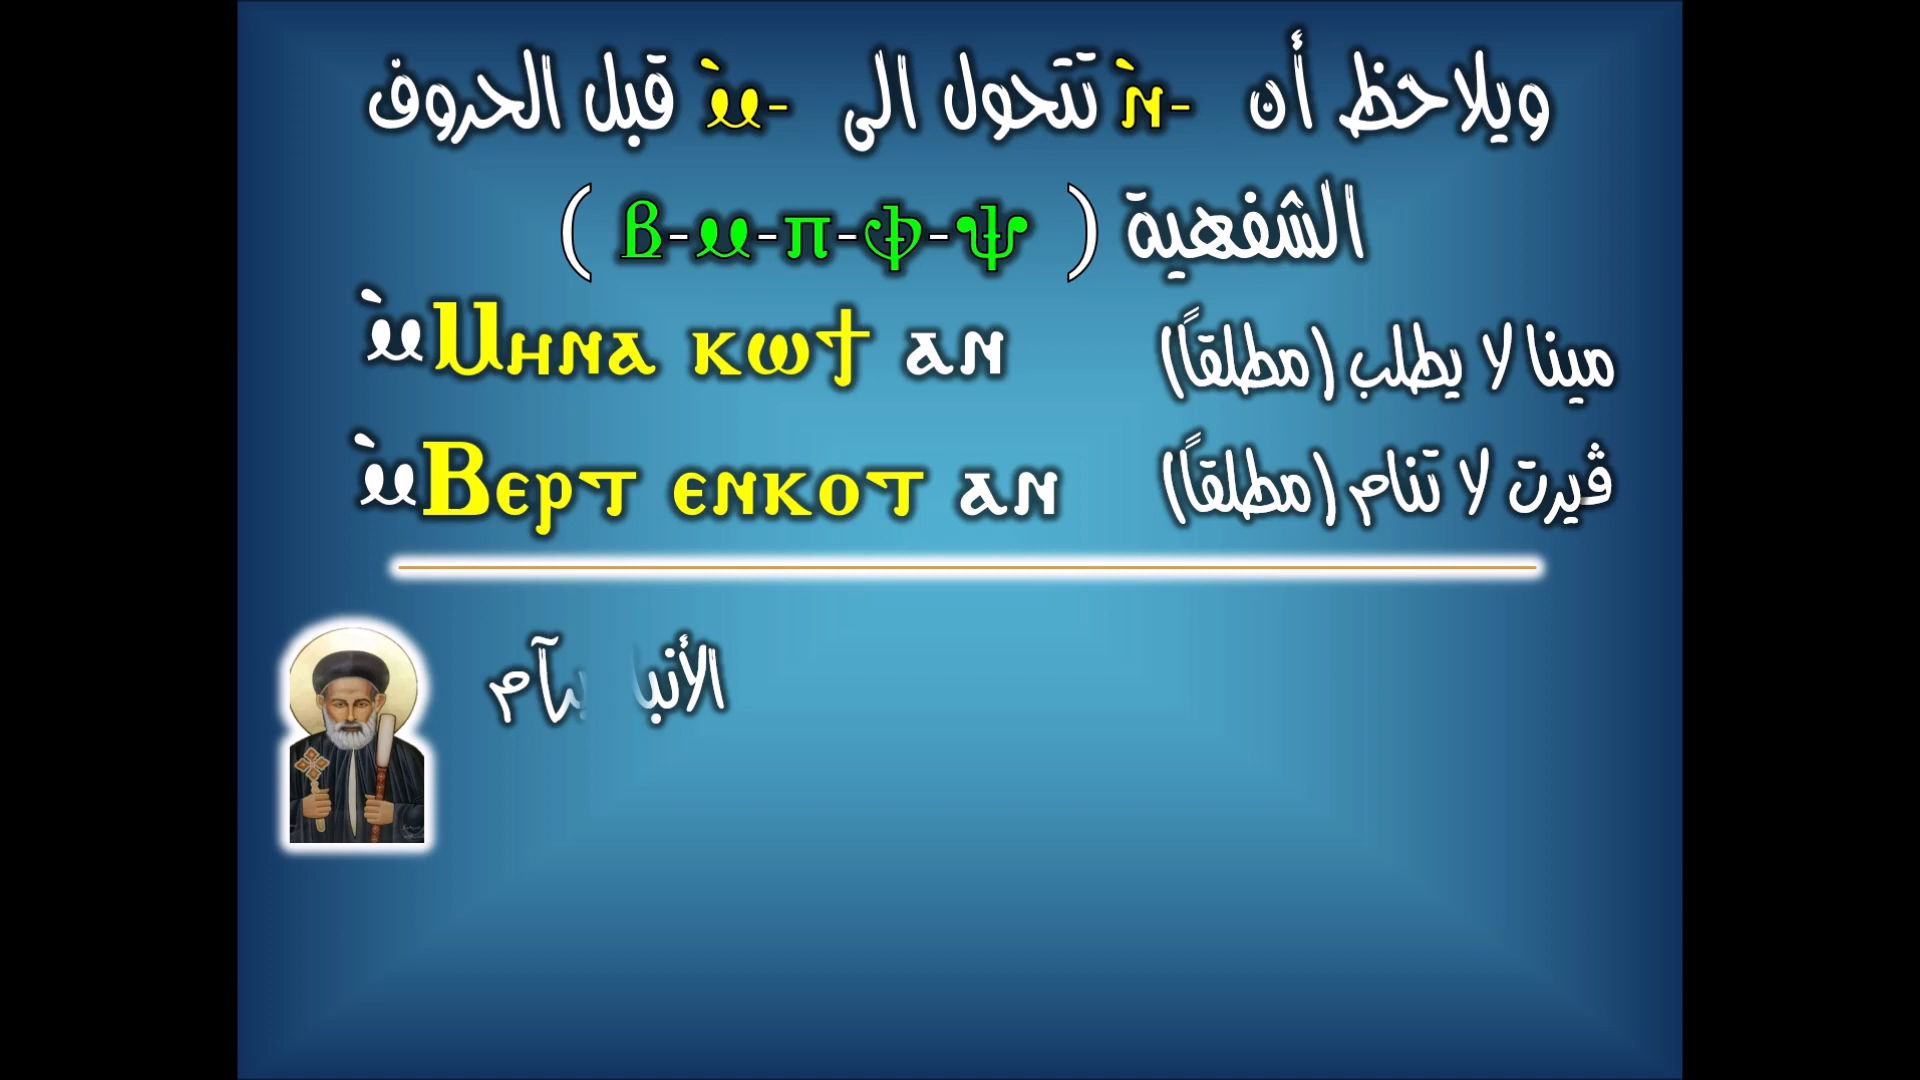 ويلاحظ أن ⲛ̀- تتحول الى ⲙ̀- قبل الحروف
الشفهية ( ⲃ-ⲙ-ⲡ-ⲫ-ⲯ )
ⲙ̀Ⲙⲏⲛⲁ ⲕⲱϯ ⲁⲛ مينا لا يطلب (مطلقاً)
ⲙ̀Ⲃⲉⲣⲧ ⲉⲛⲕⲟⲧ ⲁⲛ ڤيرت لا تنام (مطلقاً)
الأنبا